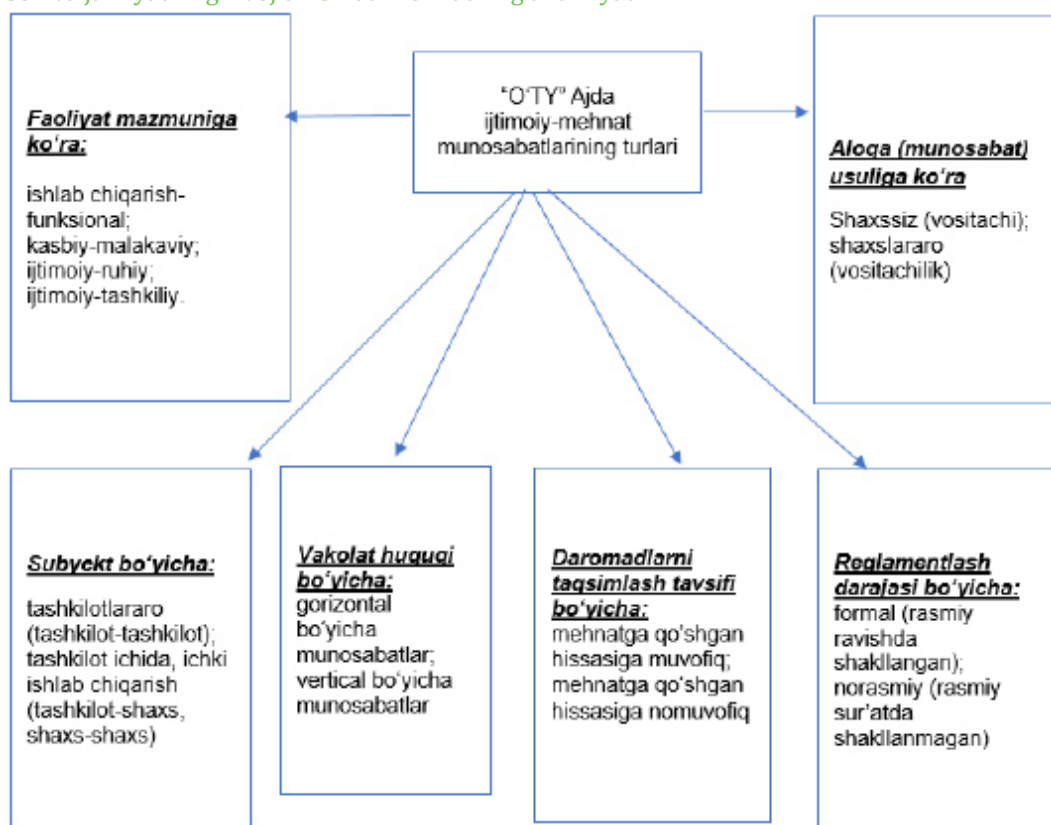 "O'TY" Ajda
ijtimoiy-mehnat
munosabatlarining turlari
Faoliyat mazmuniga
ko'ra:
ishlab chiqarish-
funksional;
kasbiy-malakaviy;
ijtimoiy-ruhiy;
ijtimoiy-tashkiliy.
Aloqa (munosabat)
usuliga ko'ra
Shaxssiz (vositachi);
shaxslararo
(vositachilik)
Subyekt bo'yicha:
tashkilotlararo
(tashkilot-tashkilot);
tashkilot ichida, ichki
ishlab chiqarish
(tashkilot-shaxs,
shaxs-shaxs)
Vakolat huquqi
bo'yicha:
gorizontal
bo'yicha
munosabatlar;
vertical bo'yicha
munosabatlar
Daromadlarni
taqsimlash tavsifi
bo'yicha:
mehnatga qo'shgan
hissasiga muvofiq;
mehnatga qo'shgan
hissasiga nomuvofiq
Reglamentlash
darajasi bo'yicha:
formal (rasmiy
ravishda
shakllangan);
norasmiy (rasmiy
sur'atda
shakllanmagan)